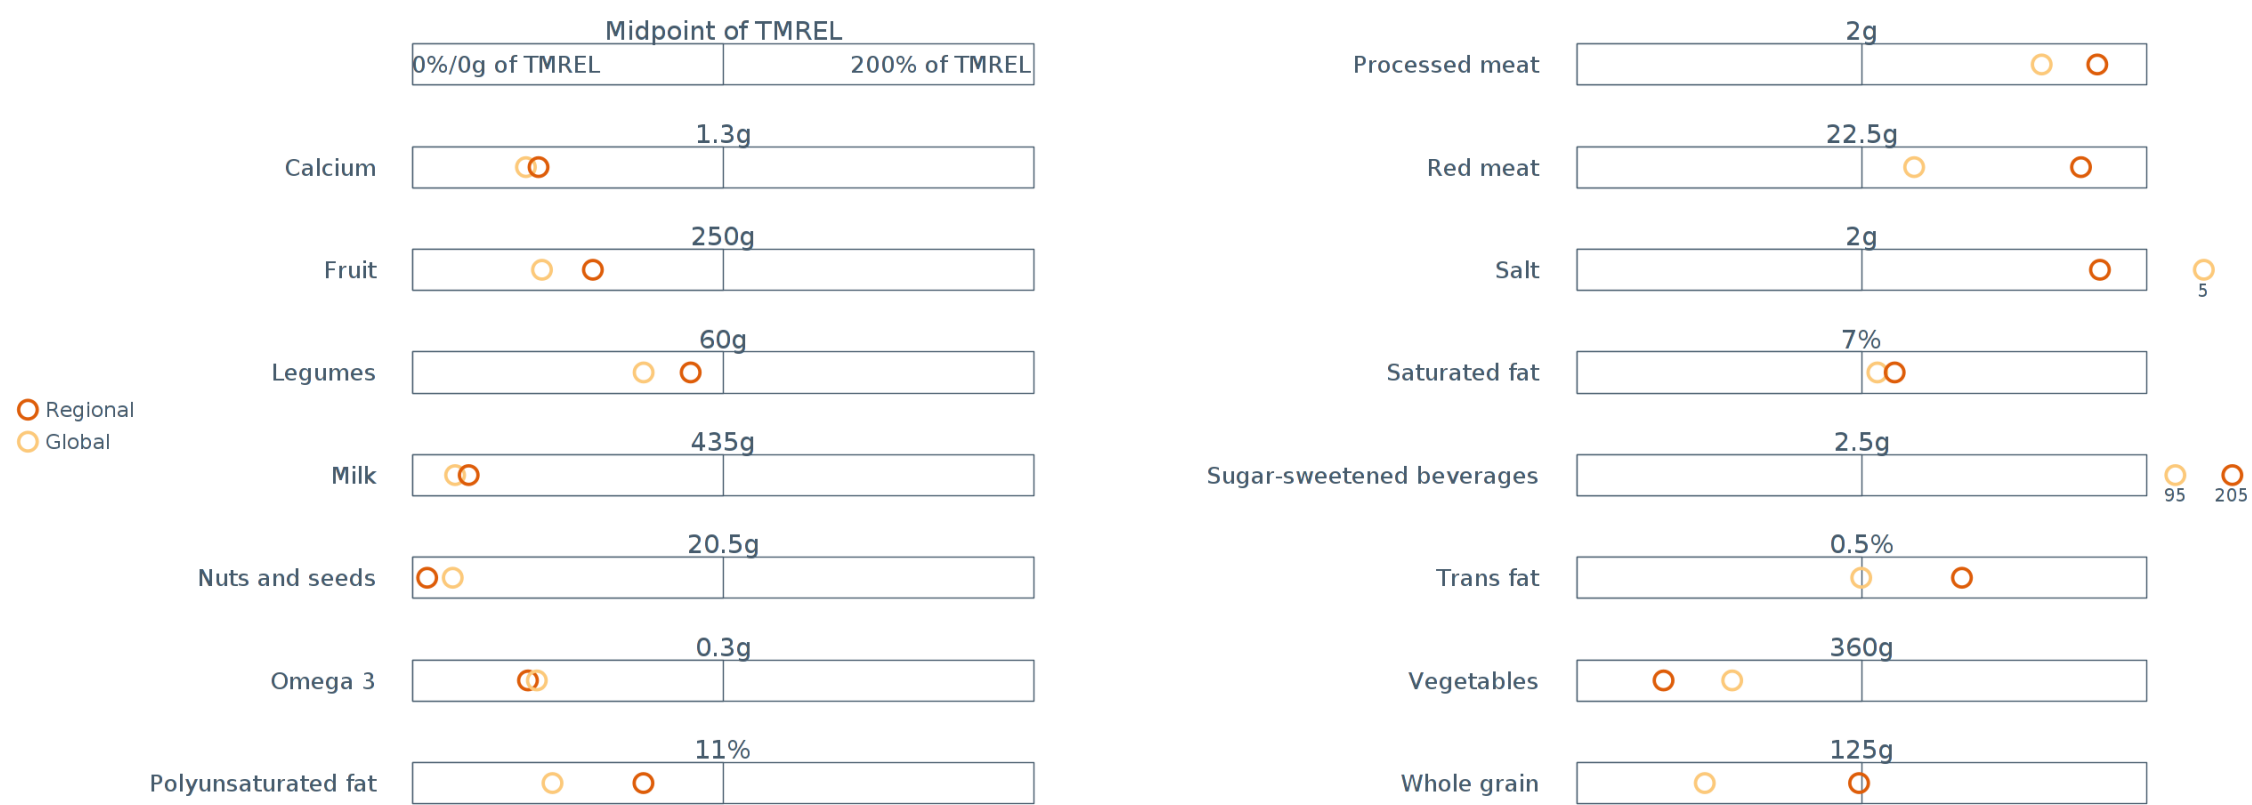 Midpoint of TMREL
0%/0g of TMREL
200% of TMREL
1.3g
Calcium
250g
Fruit
60g
Legumes
435g
Milk
20.5g
Nuts and seeds
0.3g
Omega 3
11%
Polyunsaturated fat
Regional
Global
2g
Processed meat
22.5g
Red meat
2g
Salt
5
7%
Saturated fat
2.5g
Sugar-sweetened beverages
95
205
0.5%
Trans fat
360g
Vegetables
125g
Whole grain